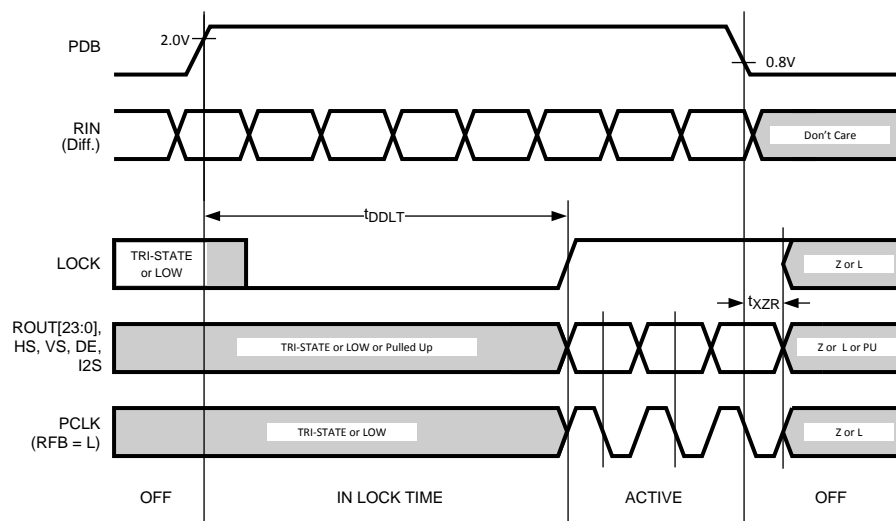 PDB
2.0V
0.8V
RIN
(Diff.)
Don't Care
tDDLT
LOCK
TRI-STATE
or LOW
Z or L
tXZR
ROUT[23:0],
HS, VS, DE,
I2S
TRI-STATE or LOW or Pulled Up
Z or L or PU
PCLK
(RFB = L)
TRI-STATE or LOW
Z or L
OFF
IN LOCK TIME
ACTIVE
OFF